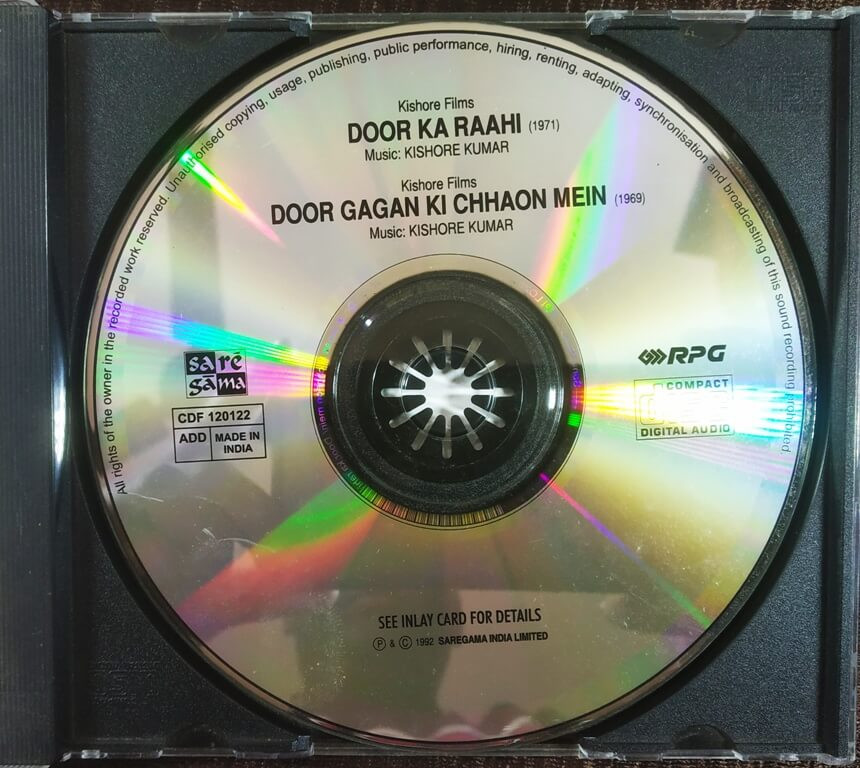 All rights of the owner in the recorded work reserved. Unauthorised copying, usage, publishing, public performance, hiring, renting, adapting, synchronisation and broadcasting of this sound recording prohibited.
Kishore Films
DOOR KA RAAHI (1971)
Music: KISHORE KUMAR
Kishore Films
DOOR GAGAN KI CHHAON MEIN (1969)
Music: KISHORE KUMAR
sa re
ga ma
CDF 120122
ADD
MADE IN
INDIA
RPG
COMPACT
DIGITAL AUDIO
SEE INLAY CARD FOR DETAILS
Ⓟ & © 1992 SAREGAMA INDIA LIMITED